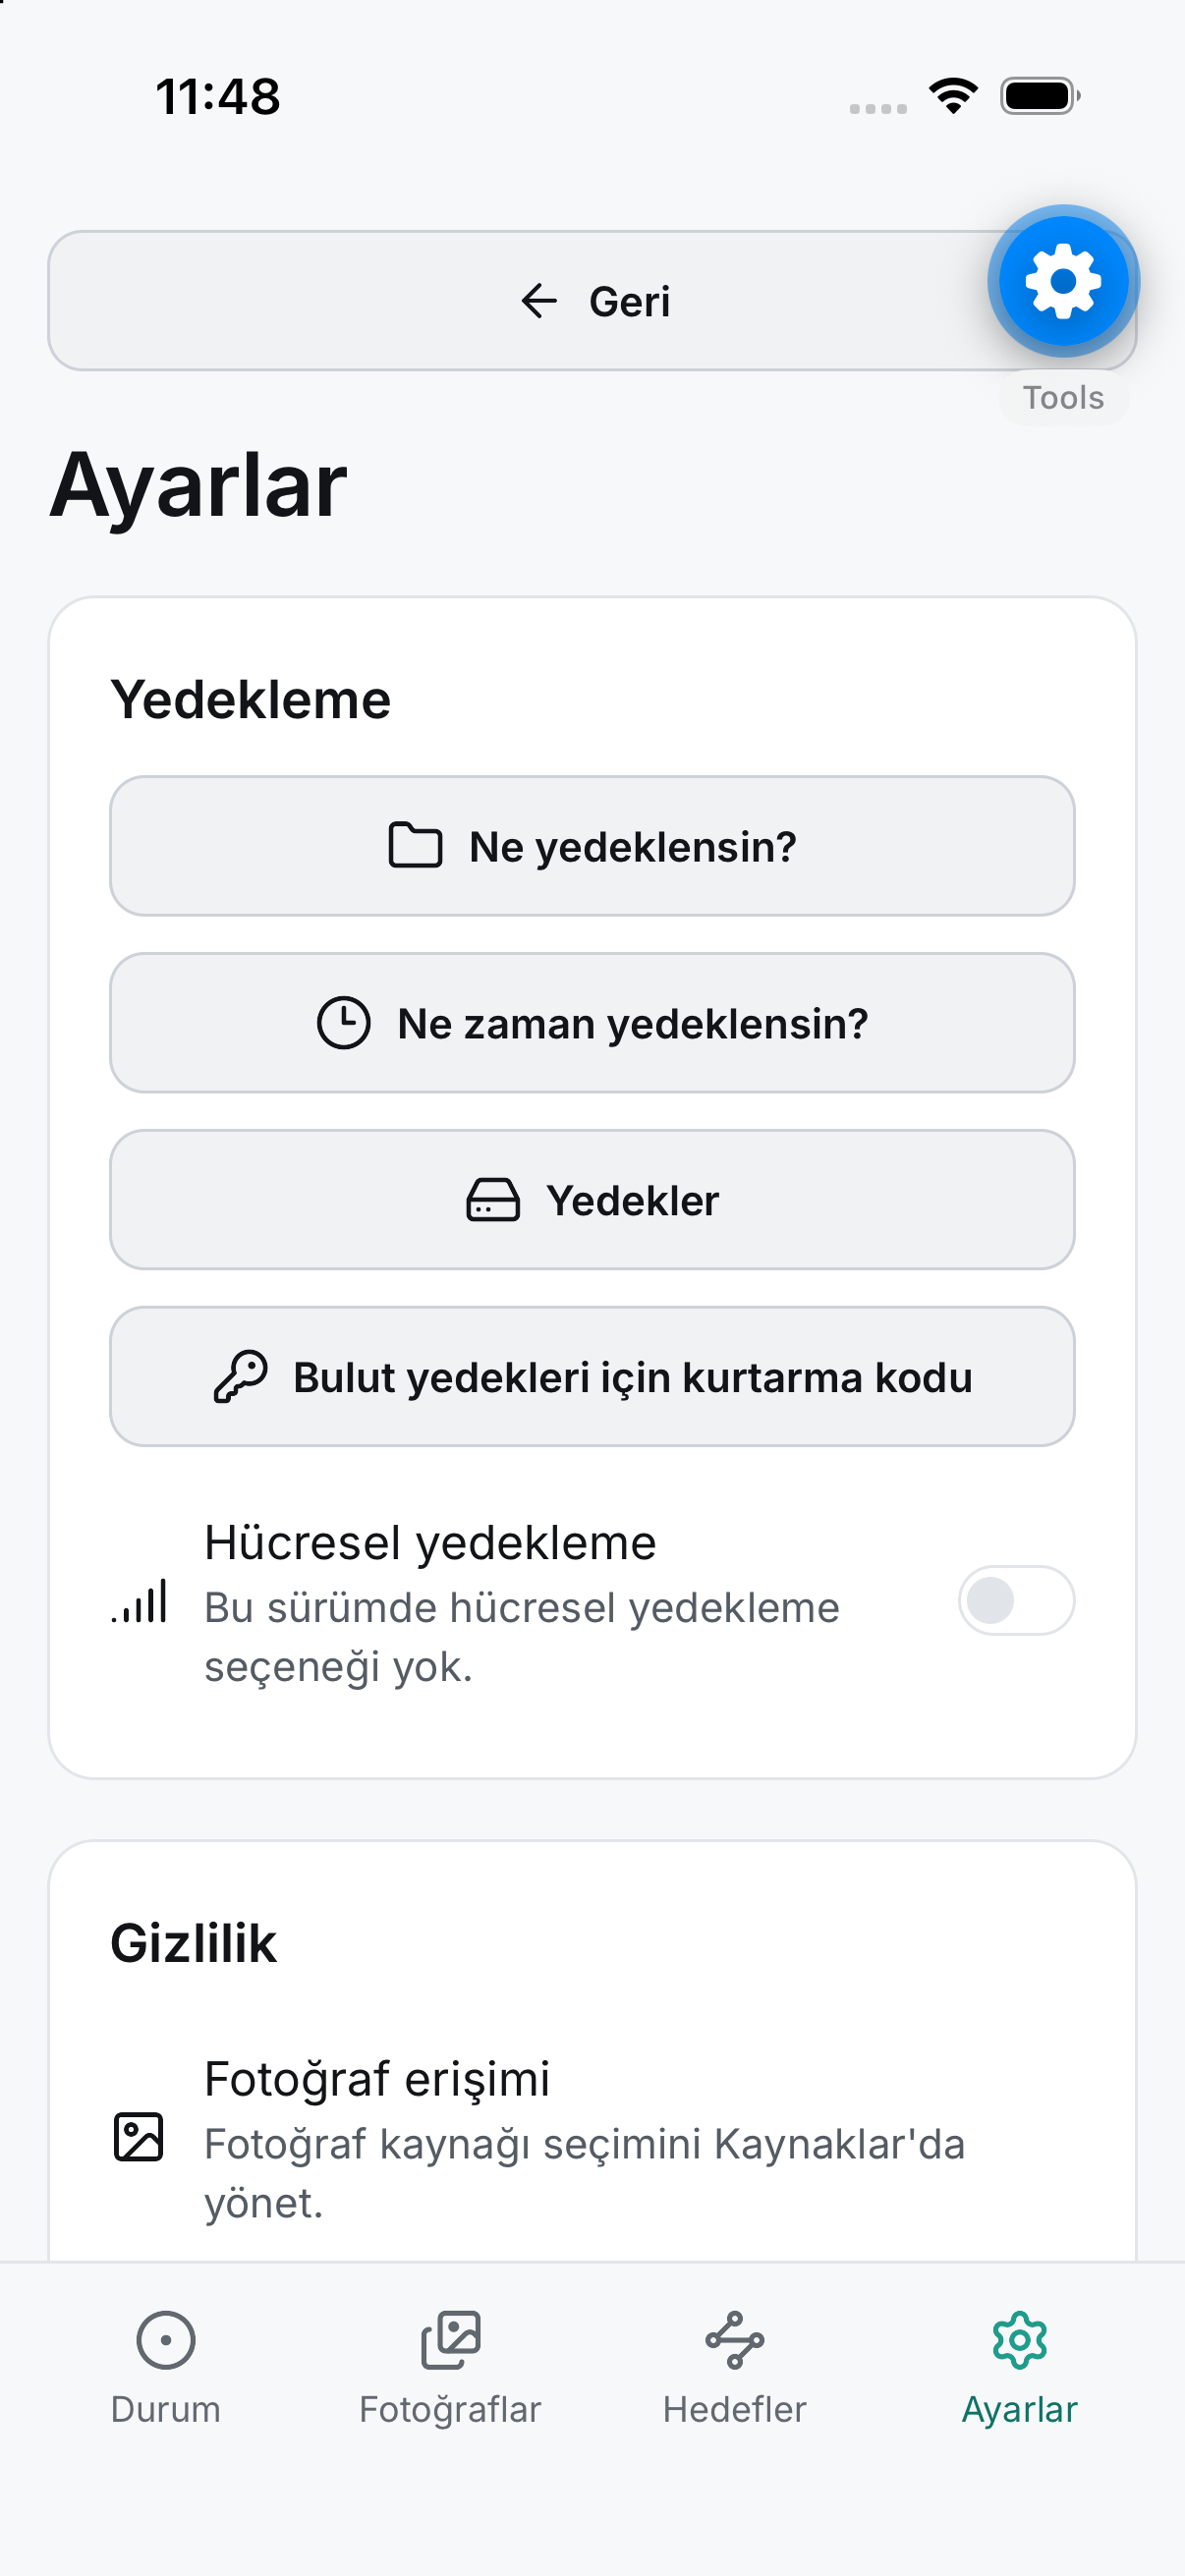 11:48
Geri
Tools
Ayarlar
Yedekleme
Ne yedeklensin?
Ne zaman yedeklensin?
Yedekler
Bulut yedekleri için kurtarma kodu
Hücresel yedekleme
Bu sürümde hücresel yedekleme
seçeneği yok.
Gizlilik
Fotoğraf erişimi
Fotoğraf kaynağı seçimini Kaynaklar'da
yönet.
Durum
Fotoğraflar
Hedefler
Ayarlar